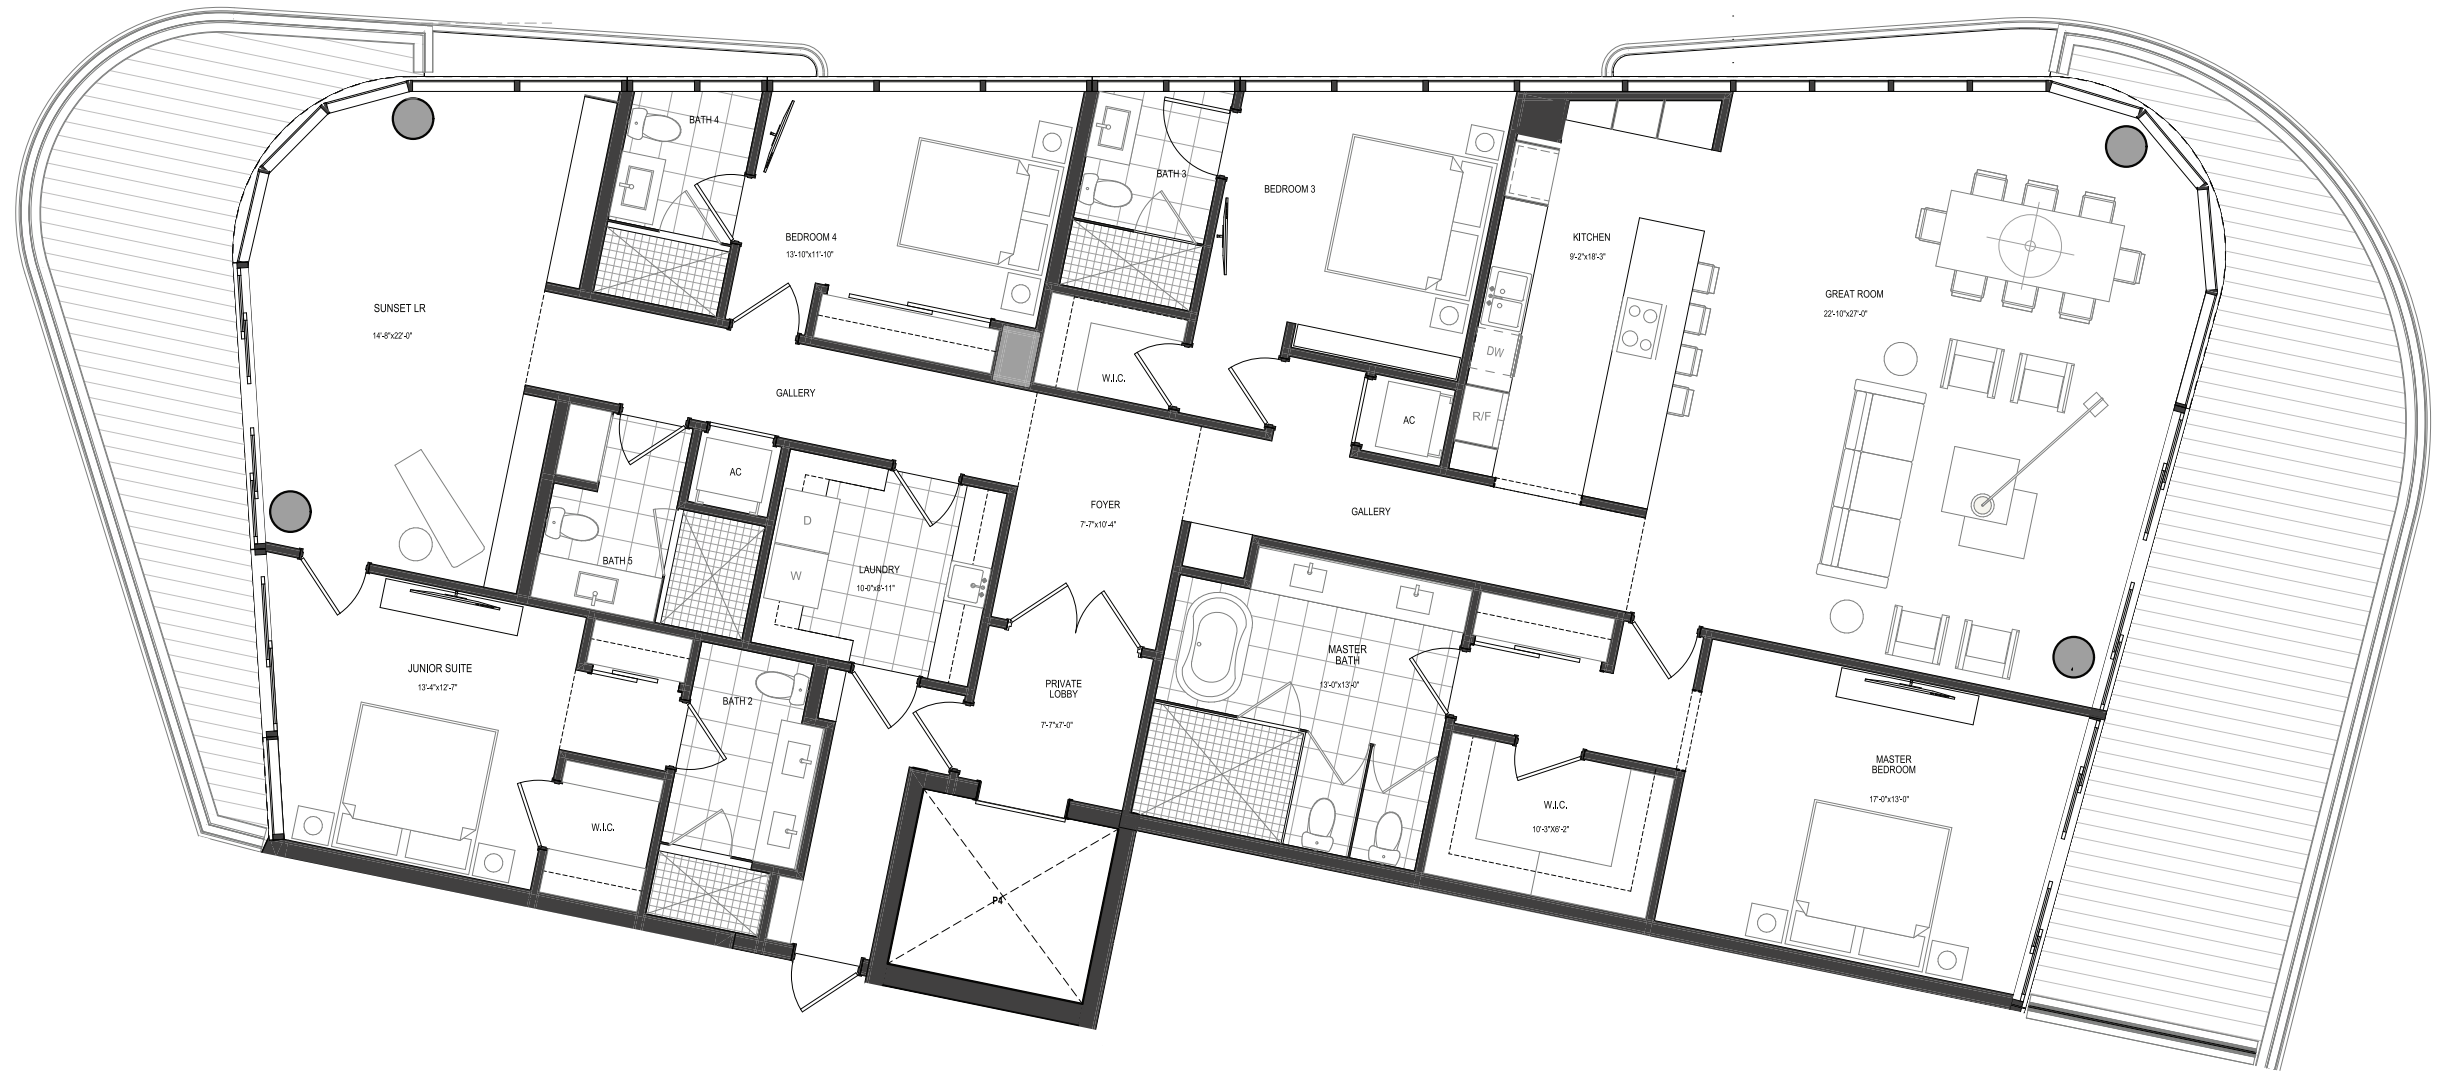 BATH 4
BEDROOM 4
13'-10"x11'-10"
BATH 3
BEDROOM 3
KITCHEN
9'-2"x18'-3"
GREAT ROOM
22'-10"x27'-0"
SUNSET LR
14'-8"x22'-0"
DW
W.I.C.
GALLERY
R/F
AC
AC
FOYER
7'-7"x10'-4"
GALLERY
D
W
BATH 5
LAUNDRY
10-0"x8'-11"
JUNIOR SUITE
13'-4"x12'-7"
BATH 2
PRIVATE
LOBBY
7'-7"x7'-0"
MASTER
BATH
13'-0"x13'-0"
MASTER
BEDROOM
17'-0"x13'-0"
W.I.C.
W.I.C.
10'-3"X6'-2"
P4